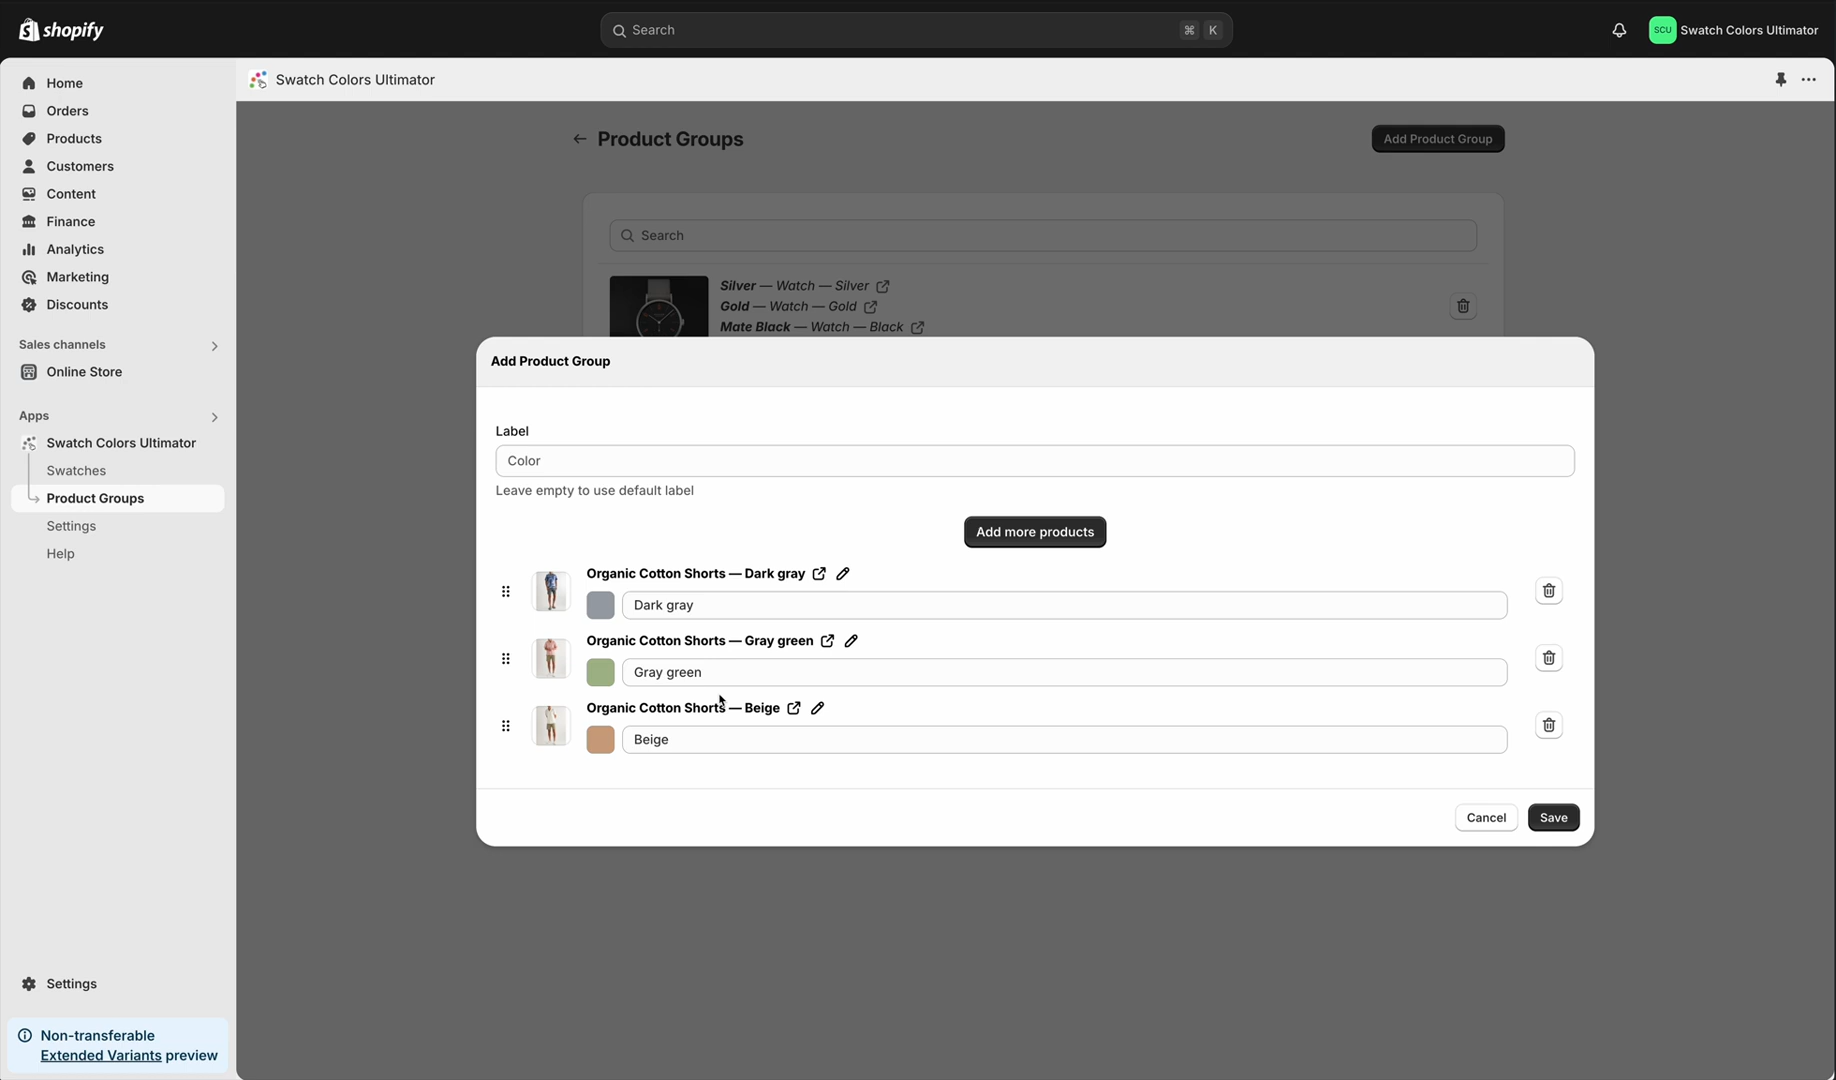 shopify
Search
⌘ K
SCU
Swatch Colors Ultimator
Home
Orders
Products
Customers
Content
Finance
Analytics
Marketing
Discounts
Sales channels
Online Store
Apps
Swatch Colors Ultimator
Swatches
Product Groups
Settings
Help
Settings
Non-transferable
Extended Variants preview
Swatch Colors Ultimator
Product Groups
Add Product Group
Search
Silver — Watch — Silver
Gold — Watch — Gold
Mate Black — Watch — Black
Add Product Group
Label
Color
Leave empty to use default label
Add more products
Organic Cotton Shorts — Dark gray
Dark gray
Organic Cotton Shorts — Gray green
Gray green
Organic Cotton Shorts — Beige
Beige
Cancel
Save